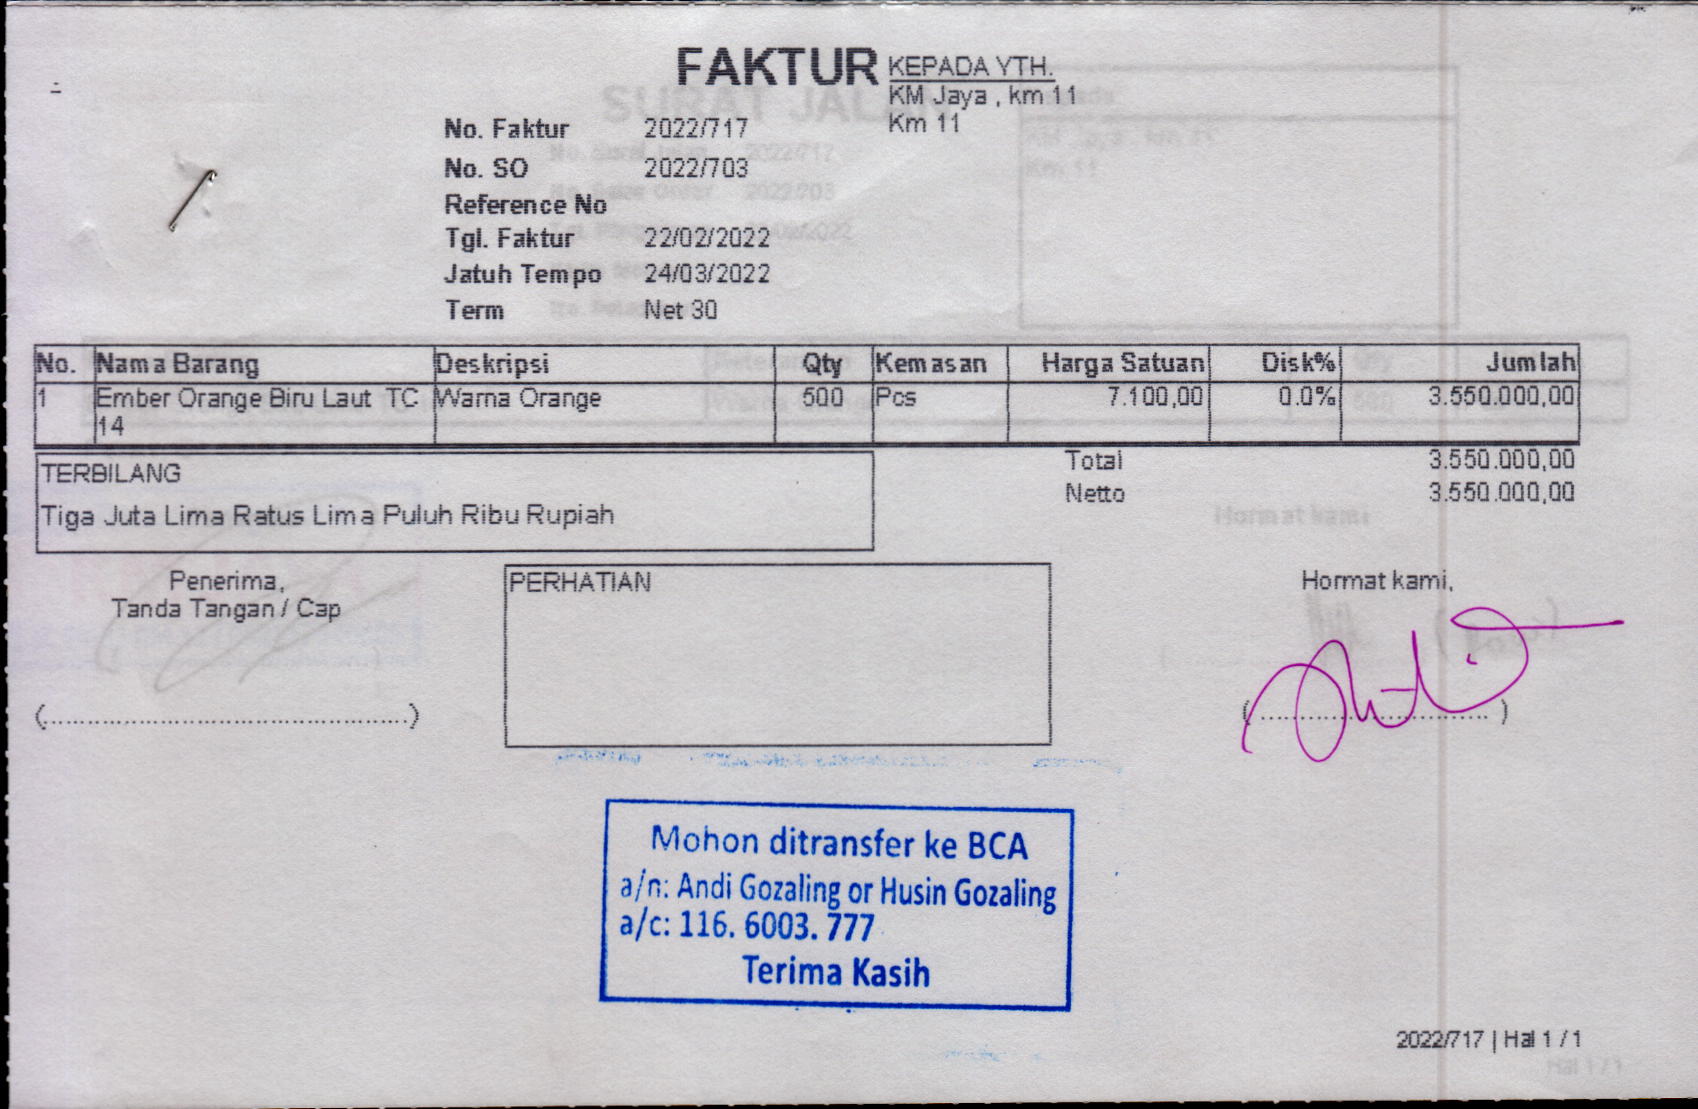 FAKTUR
KEPADA YTH.
KM Jaya , km 11
Km 11
No. Faktur 2022/717
No. SO 2022/703
Reference No
Tgl. Faktur 22/02/2022
Jatuh Tempo 24/03/2022
Term Net 30
No. Nama Barang Deskripsi Qty Kemasan Harga Satuan Disk% Jumlah
1 Ember Orange Biru Laut TC Warna Orange 500 Pcs 7.100,00 0.0% 3.550.000,00
14
TERBILANG
Tiga Juta Lima Ratus Lima Puluh Ribu Rupiah
Total 3.550.000,00
Netto 3.550.000,00
Penerima,
Tanda Tangan / Cap
(..........................................)
PERHATIAN
Hormat kami,
(.............................. )
Mohon ditransfer ke BCA
a/n: Andi Gozaling or Husin Gozaling
a/c: 116. 6003. 777
Terima Kasih
2022/717 | Hal 1 / 1